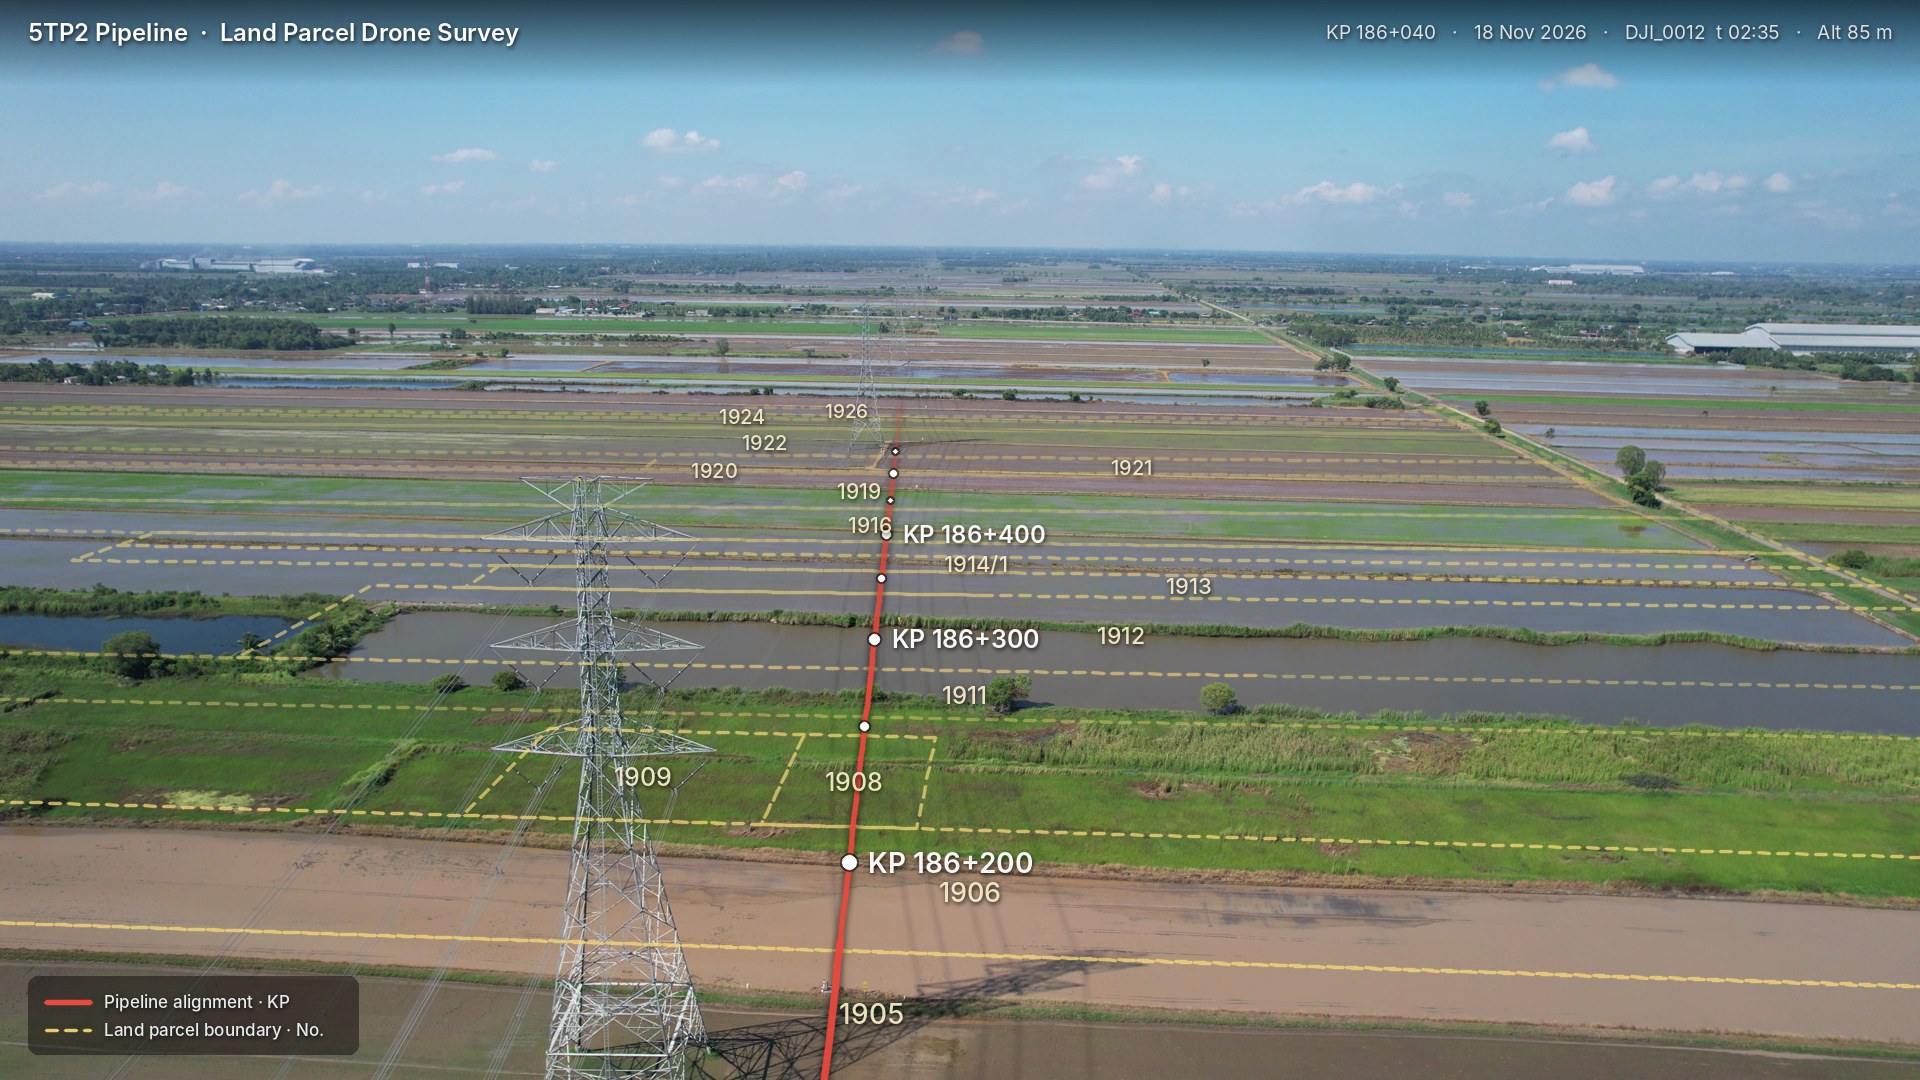 5TP2 Pipeline · Land Parcel Drone Survey
KP 186+040 · 18 Nov 2026 · DJI_0012 t 02:35 · Alt 85 m
1924
1926
1922
1920
1921
1919
1916
KP 186+400
1914/1
1913
KP 186+300
1912
1911
1909
1908
KP 186+200
1906
1905
Pipeline alignment · KP
Land parcel boundary · No.